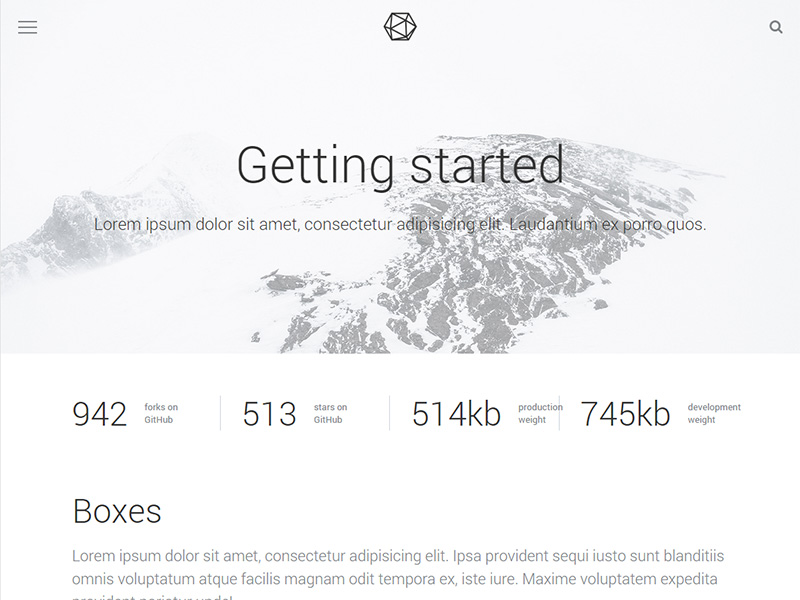 Getting started
Lorem ipsum dolor sit amet, consectetur adipisicing elit. Laudantium ex porro quos.
942 forks on GitHub
513 stars on GitHub
514kb production weight
745kb development weight
Boxes
Lorem ipsum dolor sit amet, consectetur adipisicing elit. Ipsa provident sequi iusto sunt blanditiis
omnis voluptatum atque facilis magnam odit tempora ex, iste iure. Maxime voluptatem expedita